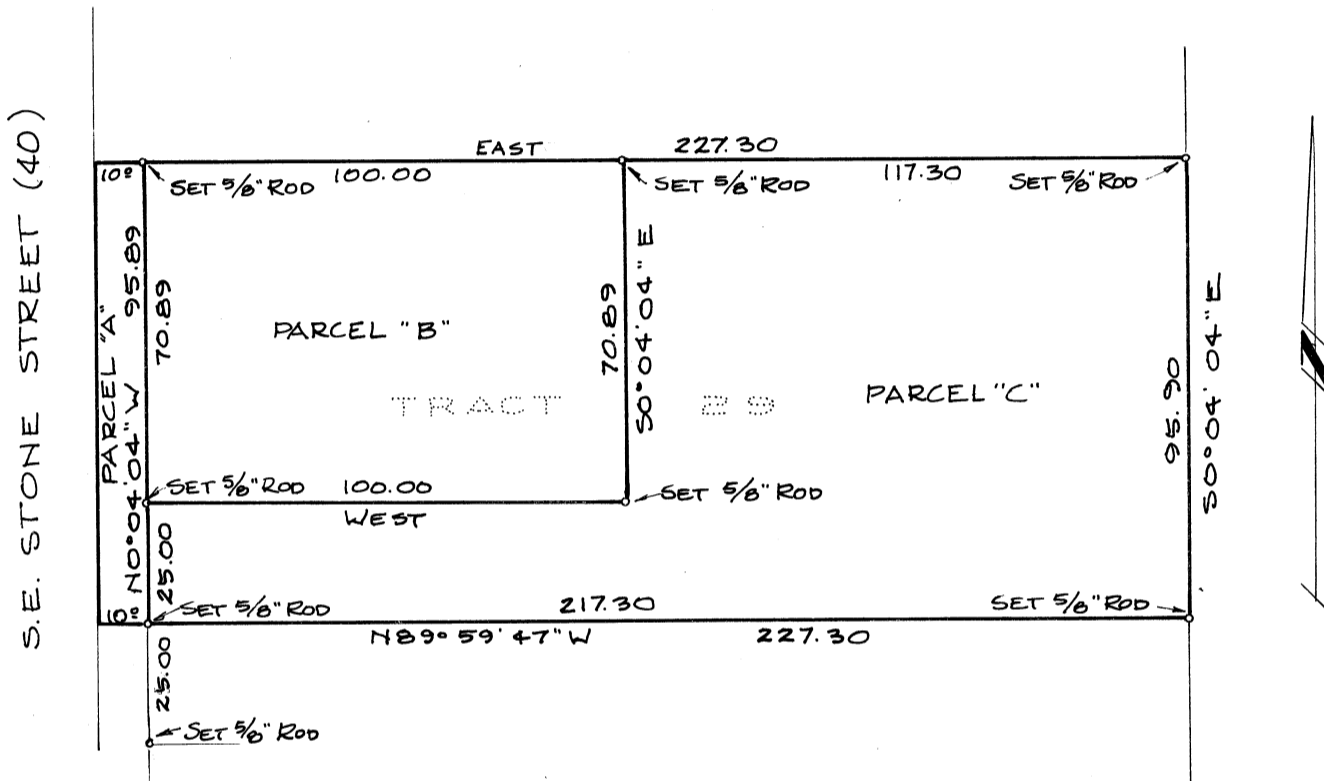 S.E. STONE STREET (40)
EAST 227.30
10º
SET 5/8" ROD
100.00
SET 5/8" ROD
117.30
SET 5/8" ROD
PARCEL "A"
N0°04'04"W 95.89
70.89
PARCEL "B"
70.89
S0°04'04"E
TRACT 29
PARCEL "C"
95.90
S0°04'04"E
SET 5/8" ROD
100.00
WEST
SET 5/8" ROD
25.00
10º
SET 5/8" ROD
217.30
SET 5/8" ROD
N89°59'47"W
227.30
25.00
SET 5/8" ROD
N